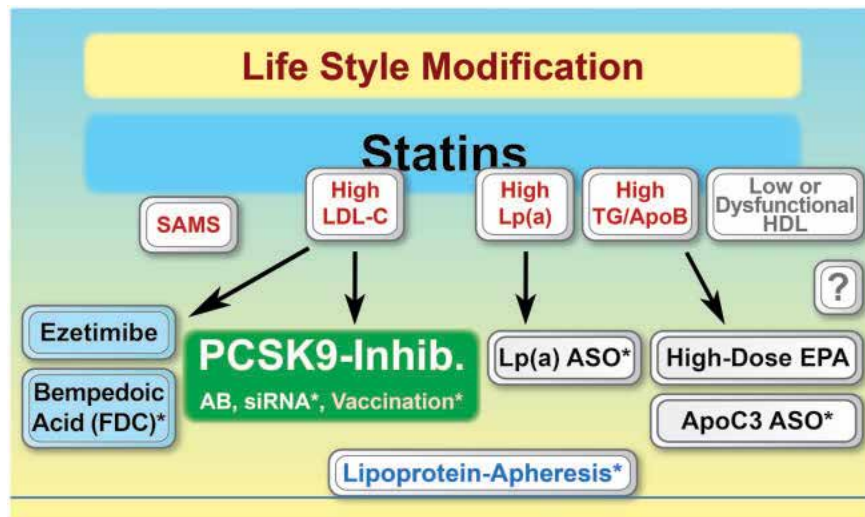 Life Style Modification
Statins
SAMS
High
LDL-C
High
Lp(a)
High
TG/ApoB
Low or
Dysfunctional
HDL
?
Ezetimibe
Bempedoic
Acid (FDC)*
PCSK9-Inhib.
AB, siRNA*, Vaccination*
Lp(a) ASO*
High-Dose EPA
ApoC3 ASO*
Lipoprotein-Apheresis*